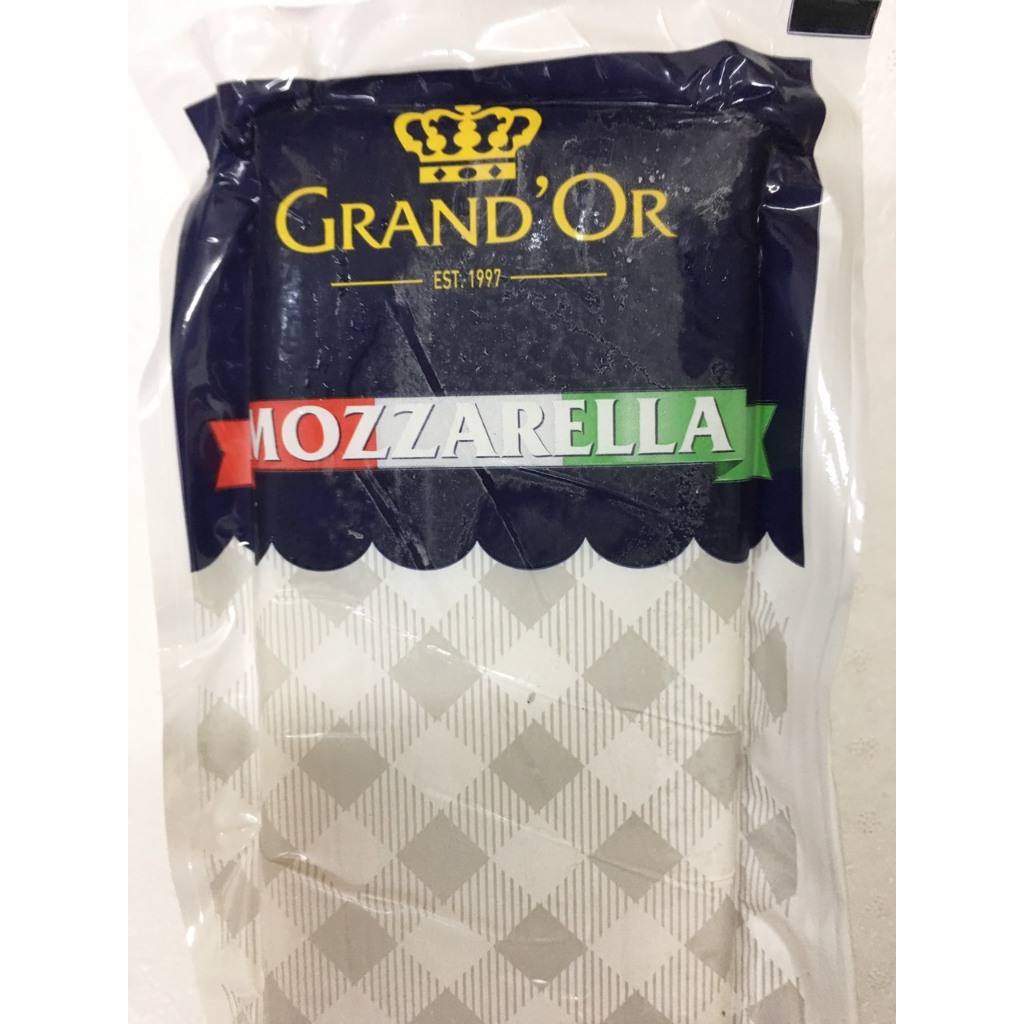 GRAND'OR
EST. 1997
MOZZARELLA